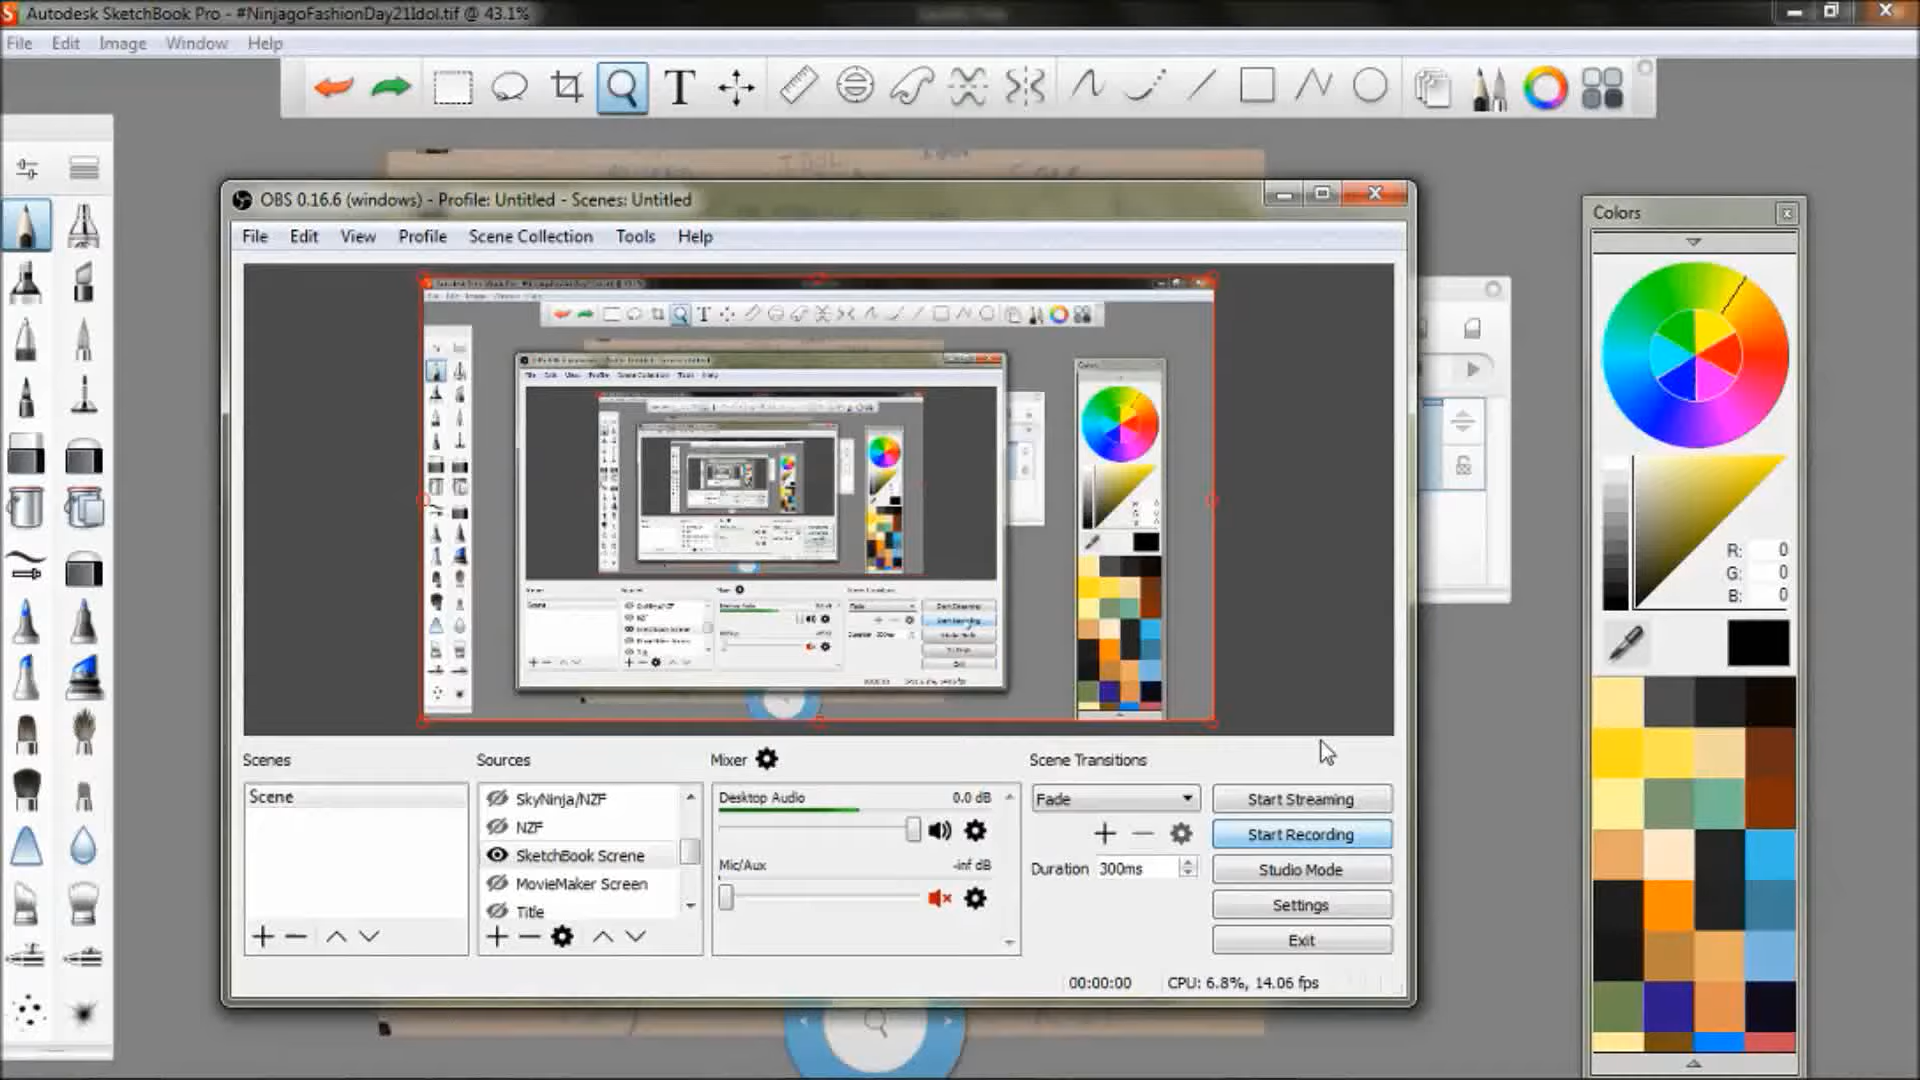 Autodesk SketchBook Pro - #NinjagoFashionDay21Idol.tif @ 43.1%
File Edit Image Window Help
T
OBS 0.16.6 (windows) - Profile: Untitled - Scenes: Untitled
File Edit View Profile Scene Collection Tools Help
Colors
R: 0
G: 0
B: 0
Scenes
Scene
Sources
SkyNinja/NZF
NZF
SketchBook Screne
MovieMaker Screen
Title
Mixer
Desktop Audio 0.0 dB
Mic/Aux -inf dB
Scene Transitions
Fade
Duration 300ms
Start Streaming
Start Recording
Studio Mode
Settings
Exit
00:00:00 CPU: 6.8%, 14.06 fps